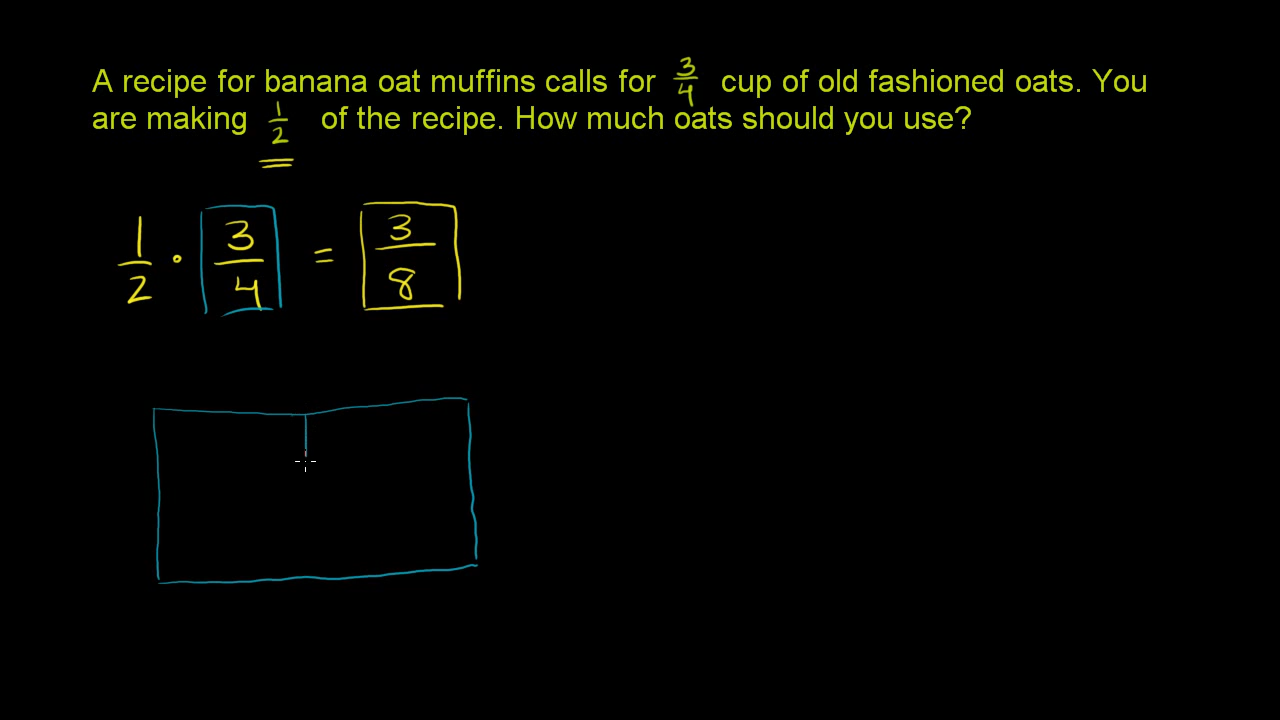 A recipe for banana oat muffins calls for 3/4 cup of old fashioned oats. You
are making 1/2 of the recipe. How much oats should you use?
1/2 · 3/4 = 3/8